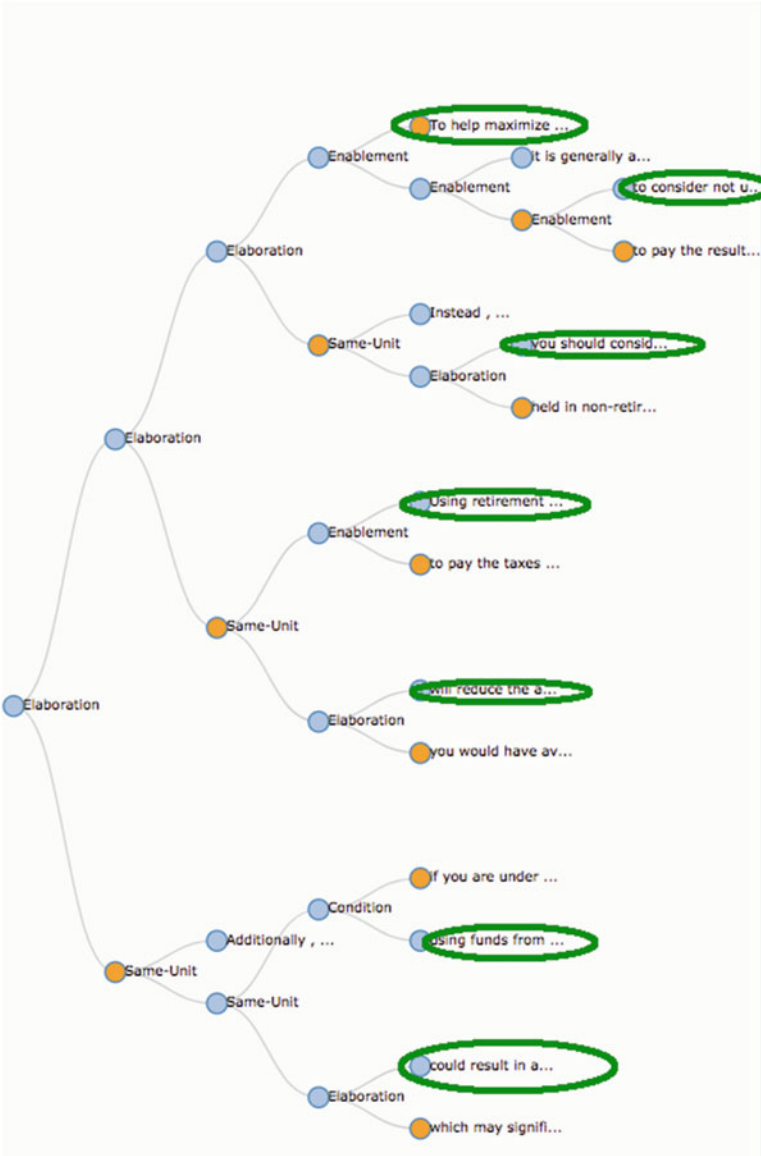 To help maximize ...
Enablement
it is generally a...
Enablement
to consider not u..
Enablement
to pay the result...
Elaboration
Instead , ...
Same-Unit
you should consid...
Elaboration
held in non-retir...
Elaboration
Using retirement ...
Enablement
to pay the taxes ...
Same-Unit
will reduce the a...
Elaboration
Elaboration
you would have av...
if you are under ...
Condition
Additionally , ...
using funds from ...
Same-Unit
Same-Unit
could result in a...
Elaboration
which may signifi...